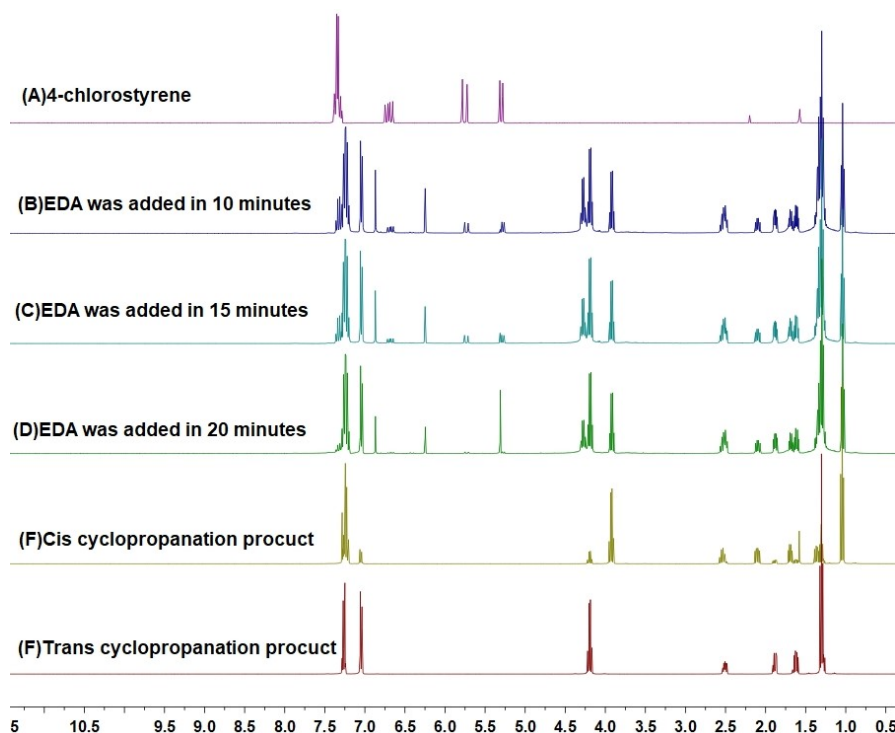 (A)4-chlorostyrene
(B)EDA was added in 10 minutes
(C)EDA was added in 15 minutes
(D)EDA was added in 20 minutes
(F)Cis cyclopropanation procuct
(F)Trans cyclopropanation procuct
5 10.5 9.5 9.0 8.5 8.0 7.5 7.0 6.5 6.0 5.5 5.0 4.5 4.0 3.5 3.0 2.5 2.0 1.5 1.0 0.5